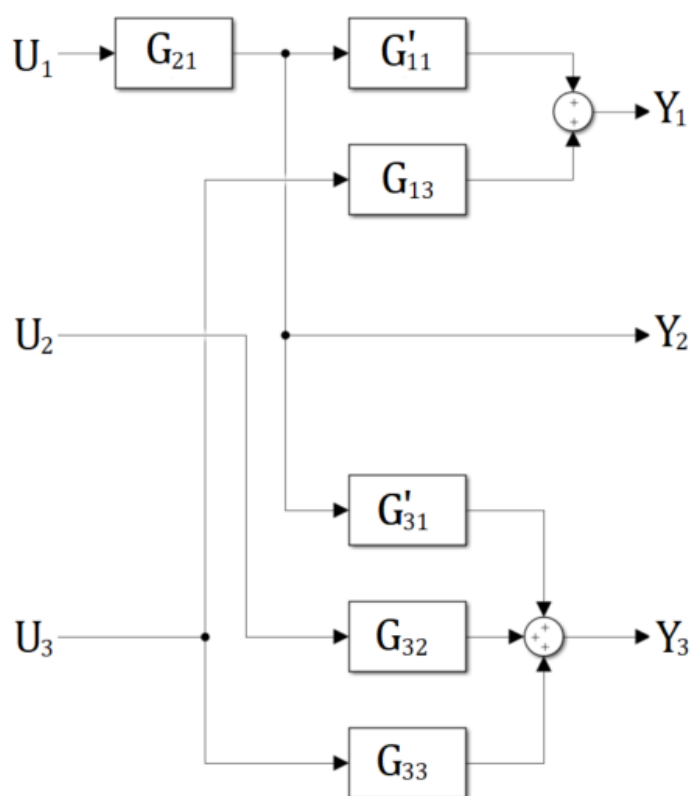 U₁ G₂₁ G'₁₁
+
+ Y₁
G₁₃
U₂ Y₂
G'₃₁
+
U₃ G₃₂ + Y₃
+
G₃₃